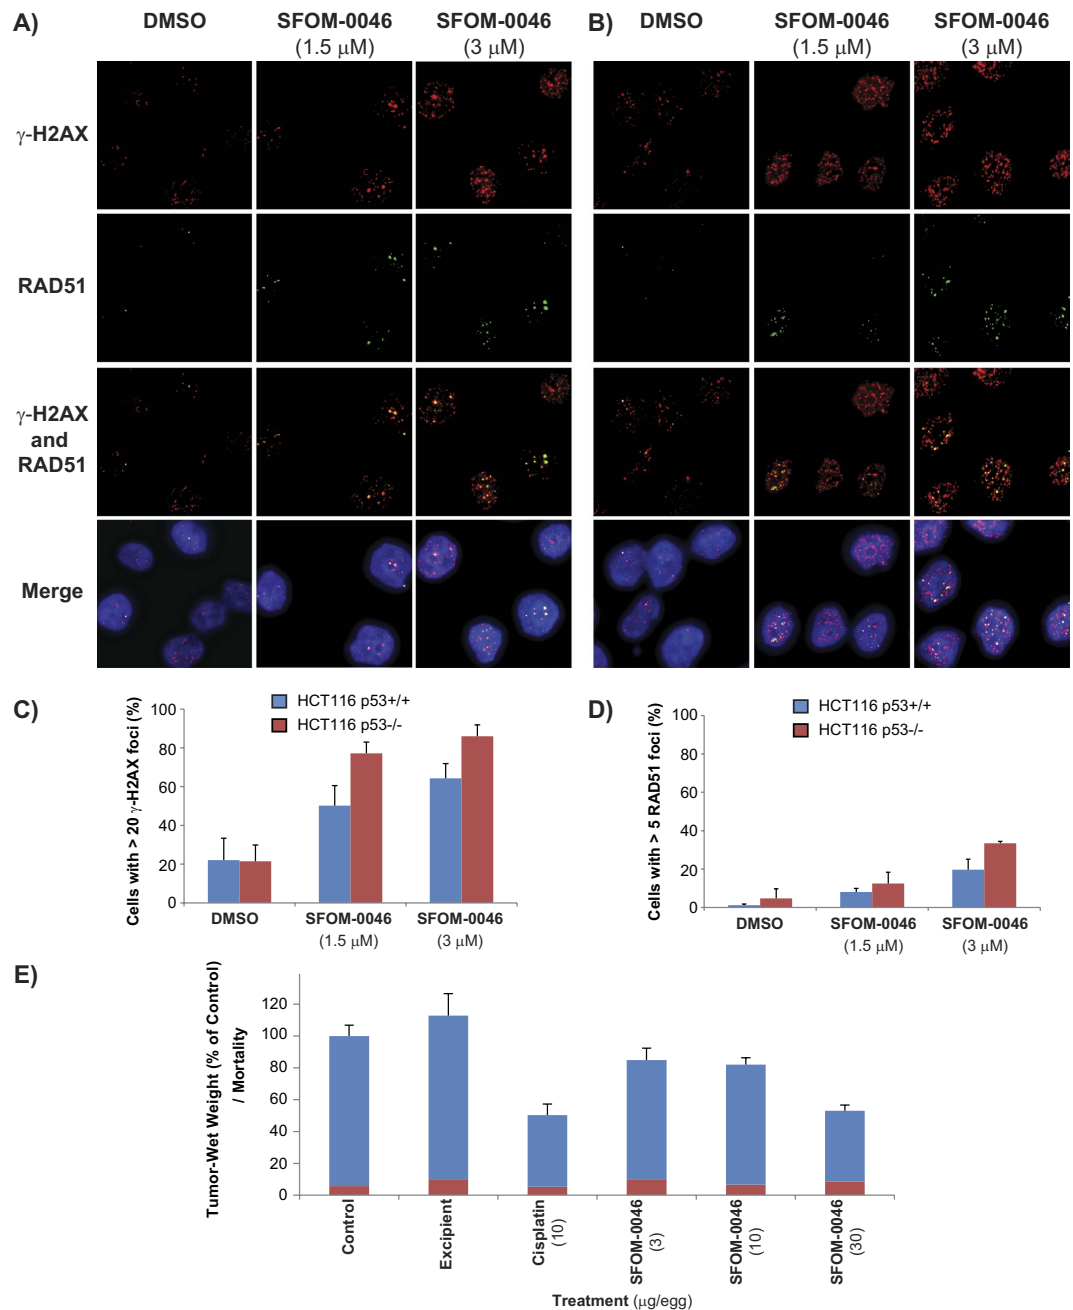 A)
DMSO
SFOM-0046
(1.5 μM)
SFOM-0046
(3 μM)
B)
DMSO
SFOM-0046
(1.5 μM)
SFOM-0046
(3 μM)
γ-H2AX
RAD51
γ-H2AX
and
RAD51
Merge
C)
HCT116 p53+/+
HCT116 p53-/-
Cells with > 20 γ-H2AX foci (%)
100
80
60
40
20
0
DMSO
SFOM-0046
(1.5 μM)
SFOM-0046
(3 μM)
D)
HCT116 p53+/+
HCT116 p53-/-
Cells with > 5 RAD51 foci (%)
100
80
60
40
20
0
DMSO
SFOM-0046
(1.5 μM)
SFOM-0046
(3 μM)
E)
Tumor-Wet Weight (% of Control)
/ Mortality
120
100
80
60
40
20
0
Control
Excipient
Cisplatin
(10)
SFOM-0046
(3)
SFOM-0046
(10)
SFOM-0046
(30)
Treatment (μg/egg)